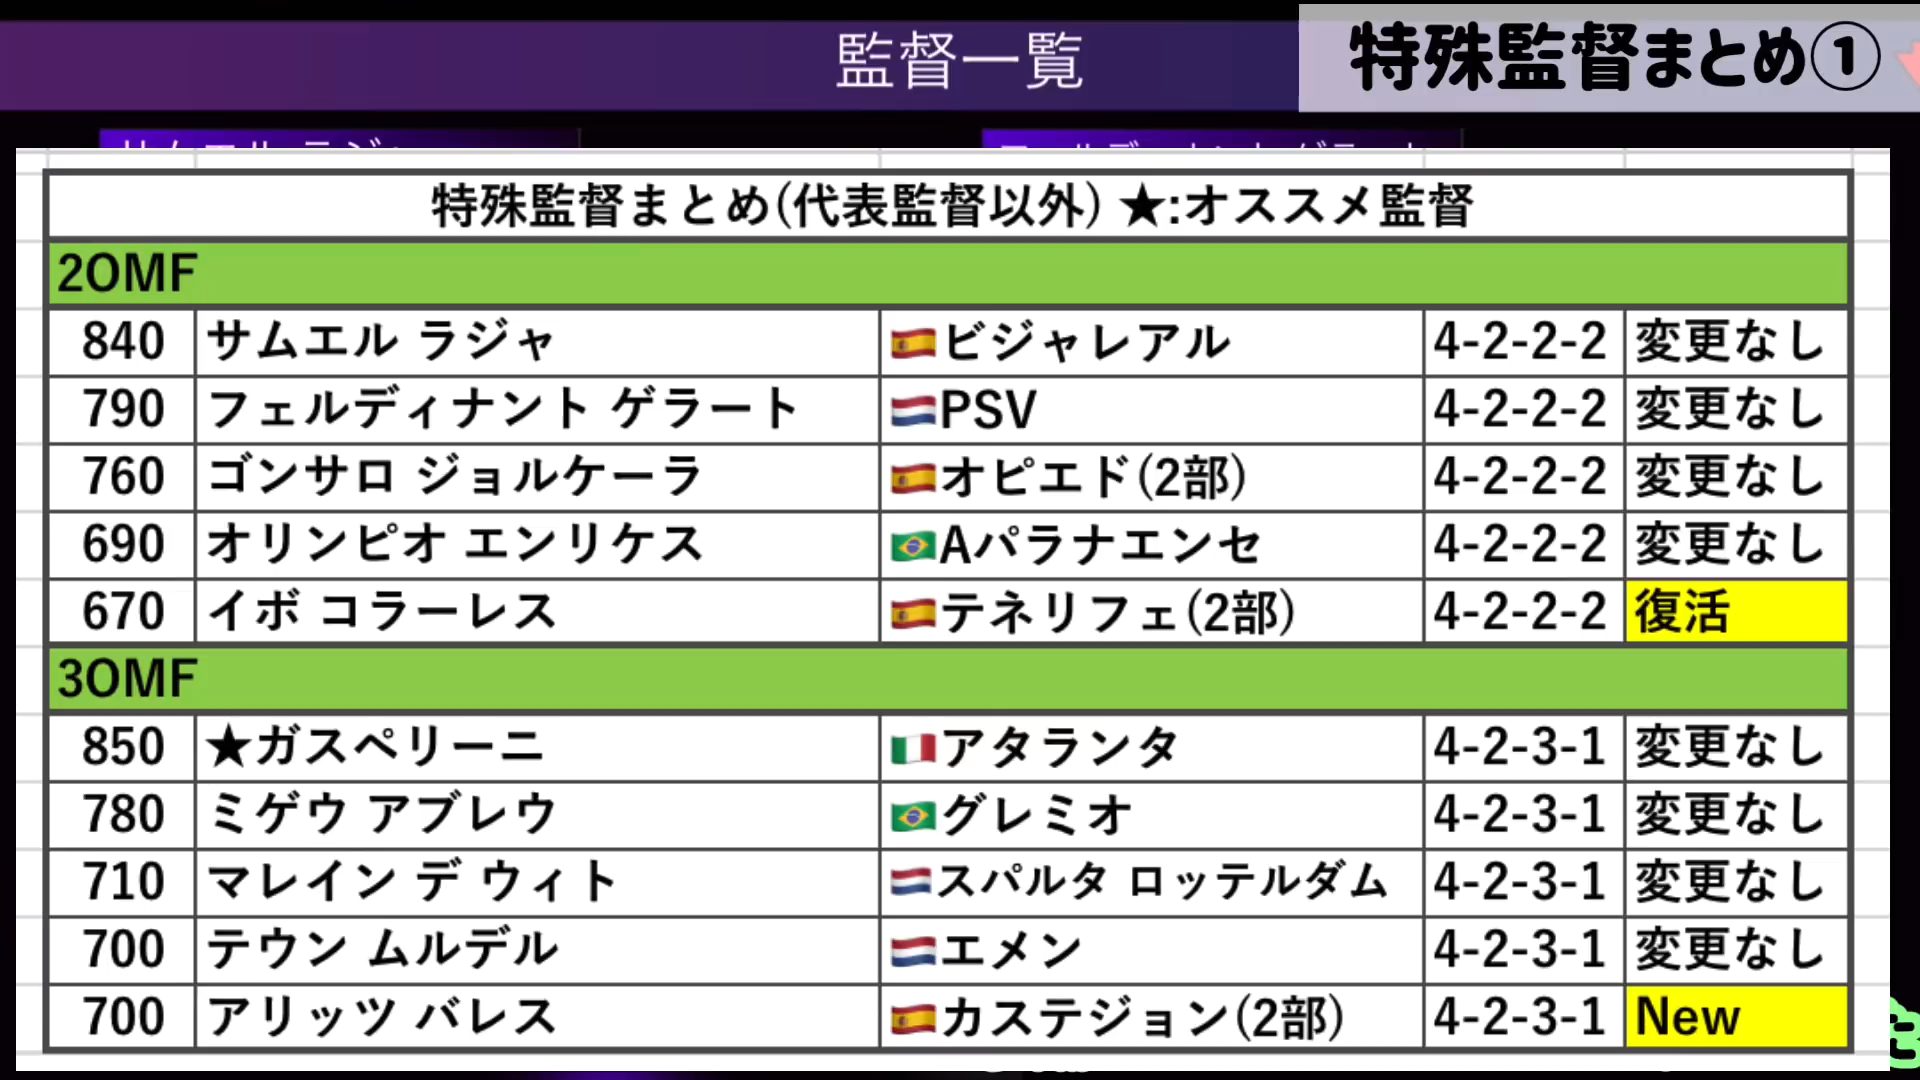 監督一覧
特殊監督まとめ①
特殊監督まとめ(代表監督以外) ★:オススメ監督
2OMF
840 サムエル ラジャ 🇪🇸ビジャレアル 4-2-2-2 変更なし
790 フェルディナント ゲラート 🇳🇱PSV 4-2-2-2 変更なし
760 ゴンサロ ジョルケーラ 🇪🇸オピエド(2部) 4-2-2-2 変更なし
690 オリンピオ エンリケス 🇧🇷Aパラナエンセ 4-2-2-2 変更なし
670 イボ コラーレス 🇪🇸テネリフェ(2部) 4-2-2-2 復活
3OMF
850 ★ガスペリーニ 🇮🇹アタランタ 4-2-3-1 変更なし
780 ミゲウ アブレウ 🇧🇷グレミオ 4-2-3-1 変更なし
710 マレイン デ ウィト 🇳🇱スパルタ ロッテルダム 4-2-3-1 変更なし
700 テウン ムルデル 🇳🇱エメン 4-2-3-1 変更なし
700 アリッツ バレス 🇪🇸カステジョン(2部) 4-2-3-1 New